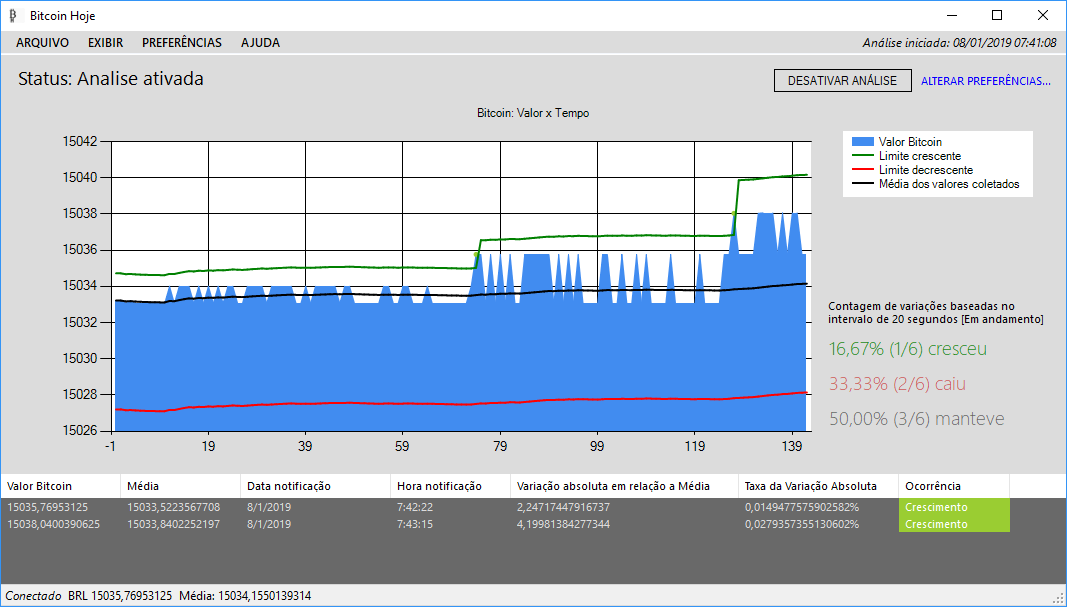 Bitcoin Hoje
ARQUIVO EXIBIR PREFERÊNCIAS AJUDA Análise iniciada: 08/01/2019 07:41:08
Status: Analise ativada
DESATIVAR ANÁLISE ALTERAR PREFERÊNCIAS...
Bitcoin: Valor x Tempo
15042
15040
15038
15036
15034
15032
15030
15028
15026
-1 19 39 59 79 99 119 139
Valor Bitcoin
Limite crescente
Limite decrescente
Média dos valores coletados
Contagem de variações baseadas no
intervalo de 20 segundos [Em andamento]
16,67% (1/6) cresceu
33,33% (2/6) caiu
50,00% (3/6) manteve
Valor Bitcoin Média Data notificação Hora notificação Variação absoluta em relação a Média Taxa da Variação Absoluta Ocorrência
15035,76953125 15033,5223567708 8/1/2019 7:42:22 2,24717447916737 0,014947757590258​2% Crescimento
15038,0400390625 15033,8402252197 8/1/2019 7:43:15 4,19981384277344 0,0279357355130602% Crescimento
Conectado BRL 15035,76953125 Média: 15034,1550139314